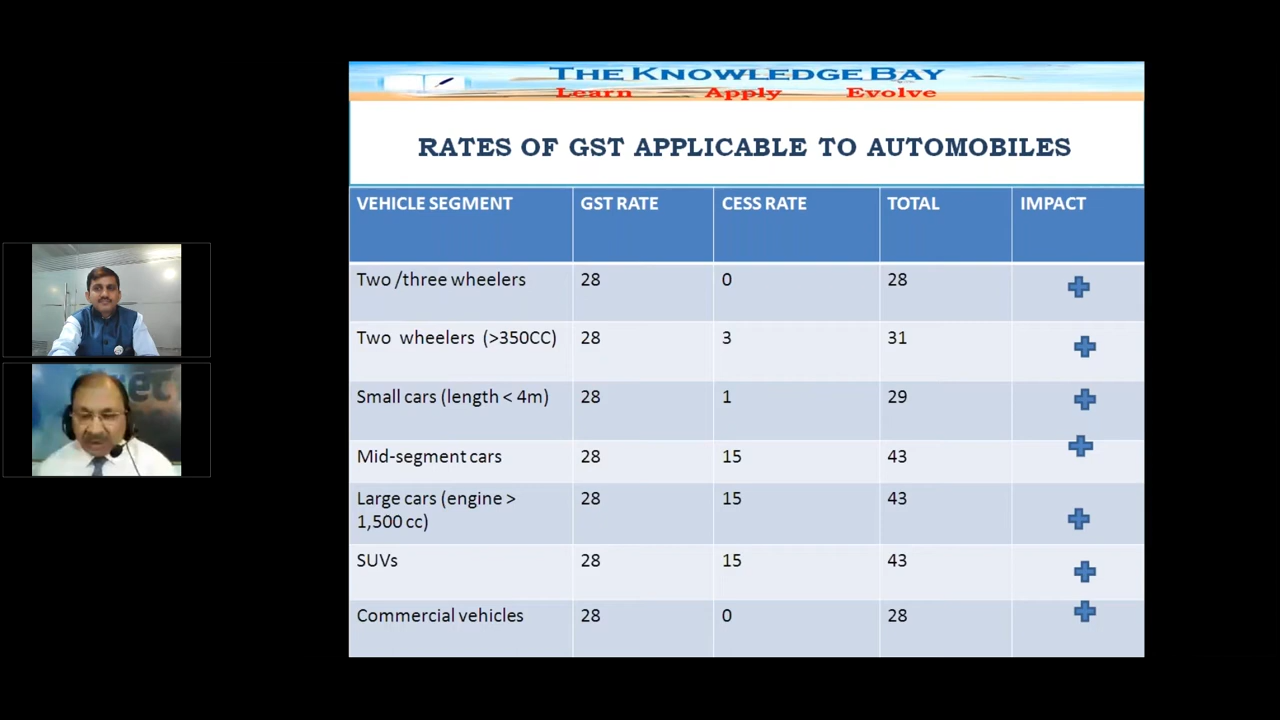 THE KNOWLEDGE BAY
Learn Apply Evolve
RATES OF GST APPLICABLE TO AUTOMOBILES
VEHICLE SEGMENT GST RATE CESS RATE TOTAL IMPACT
Two /three wheelers 28 0 28
Two wheelers (>350CC) 28 3 31
Small cars (length < 4m) 28 1 29
Mid-segment cars 28 15 43
Large cars (engine > 28 15 43
1,500 cc)
SUVs 28 15 43
Commercial vehicles 28 0 28